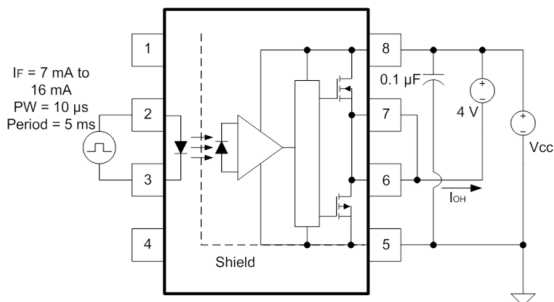 IF = 7 mA to
16 mA
PW = 10 µs
Period = 5 ms
1
2
3
4
Shield
8
7
6
5
0.1 µF
4 V
Vcc
IOH